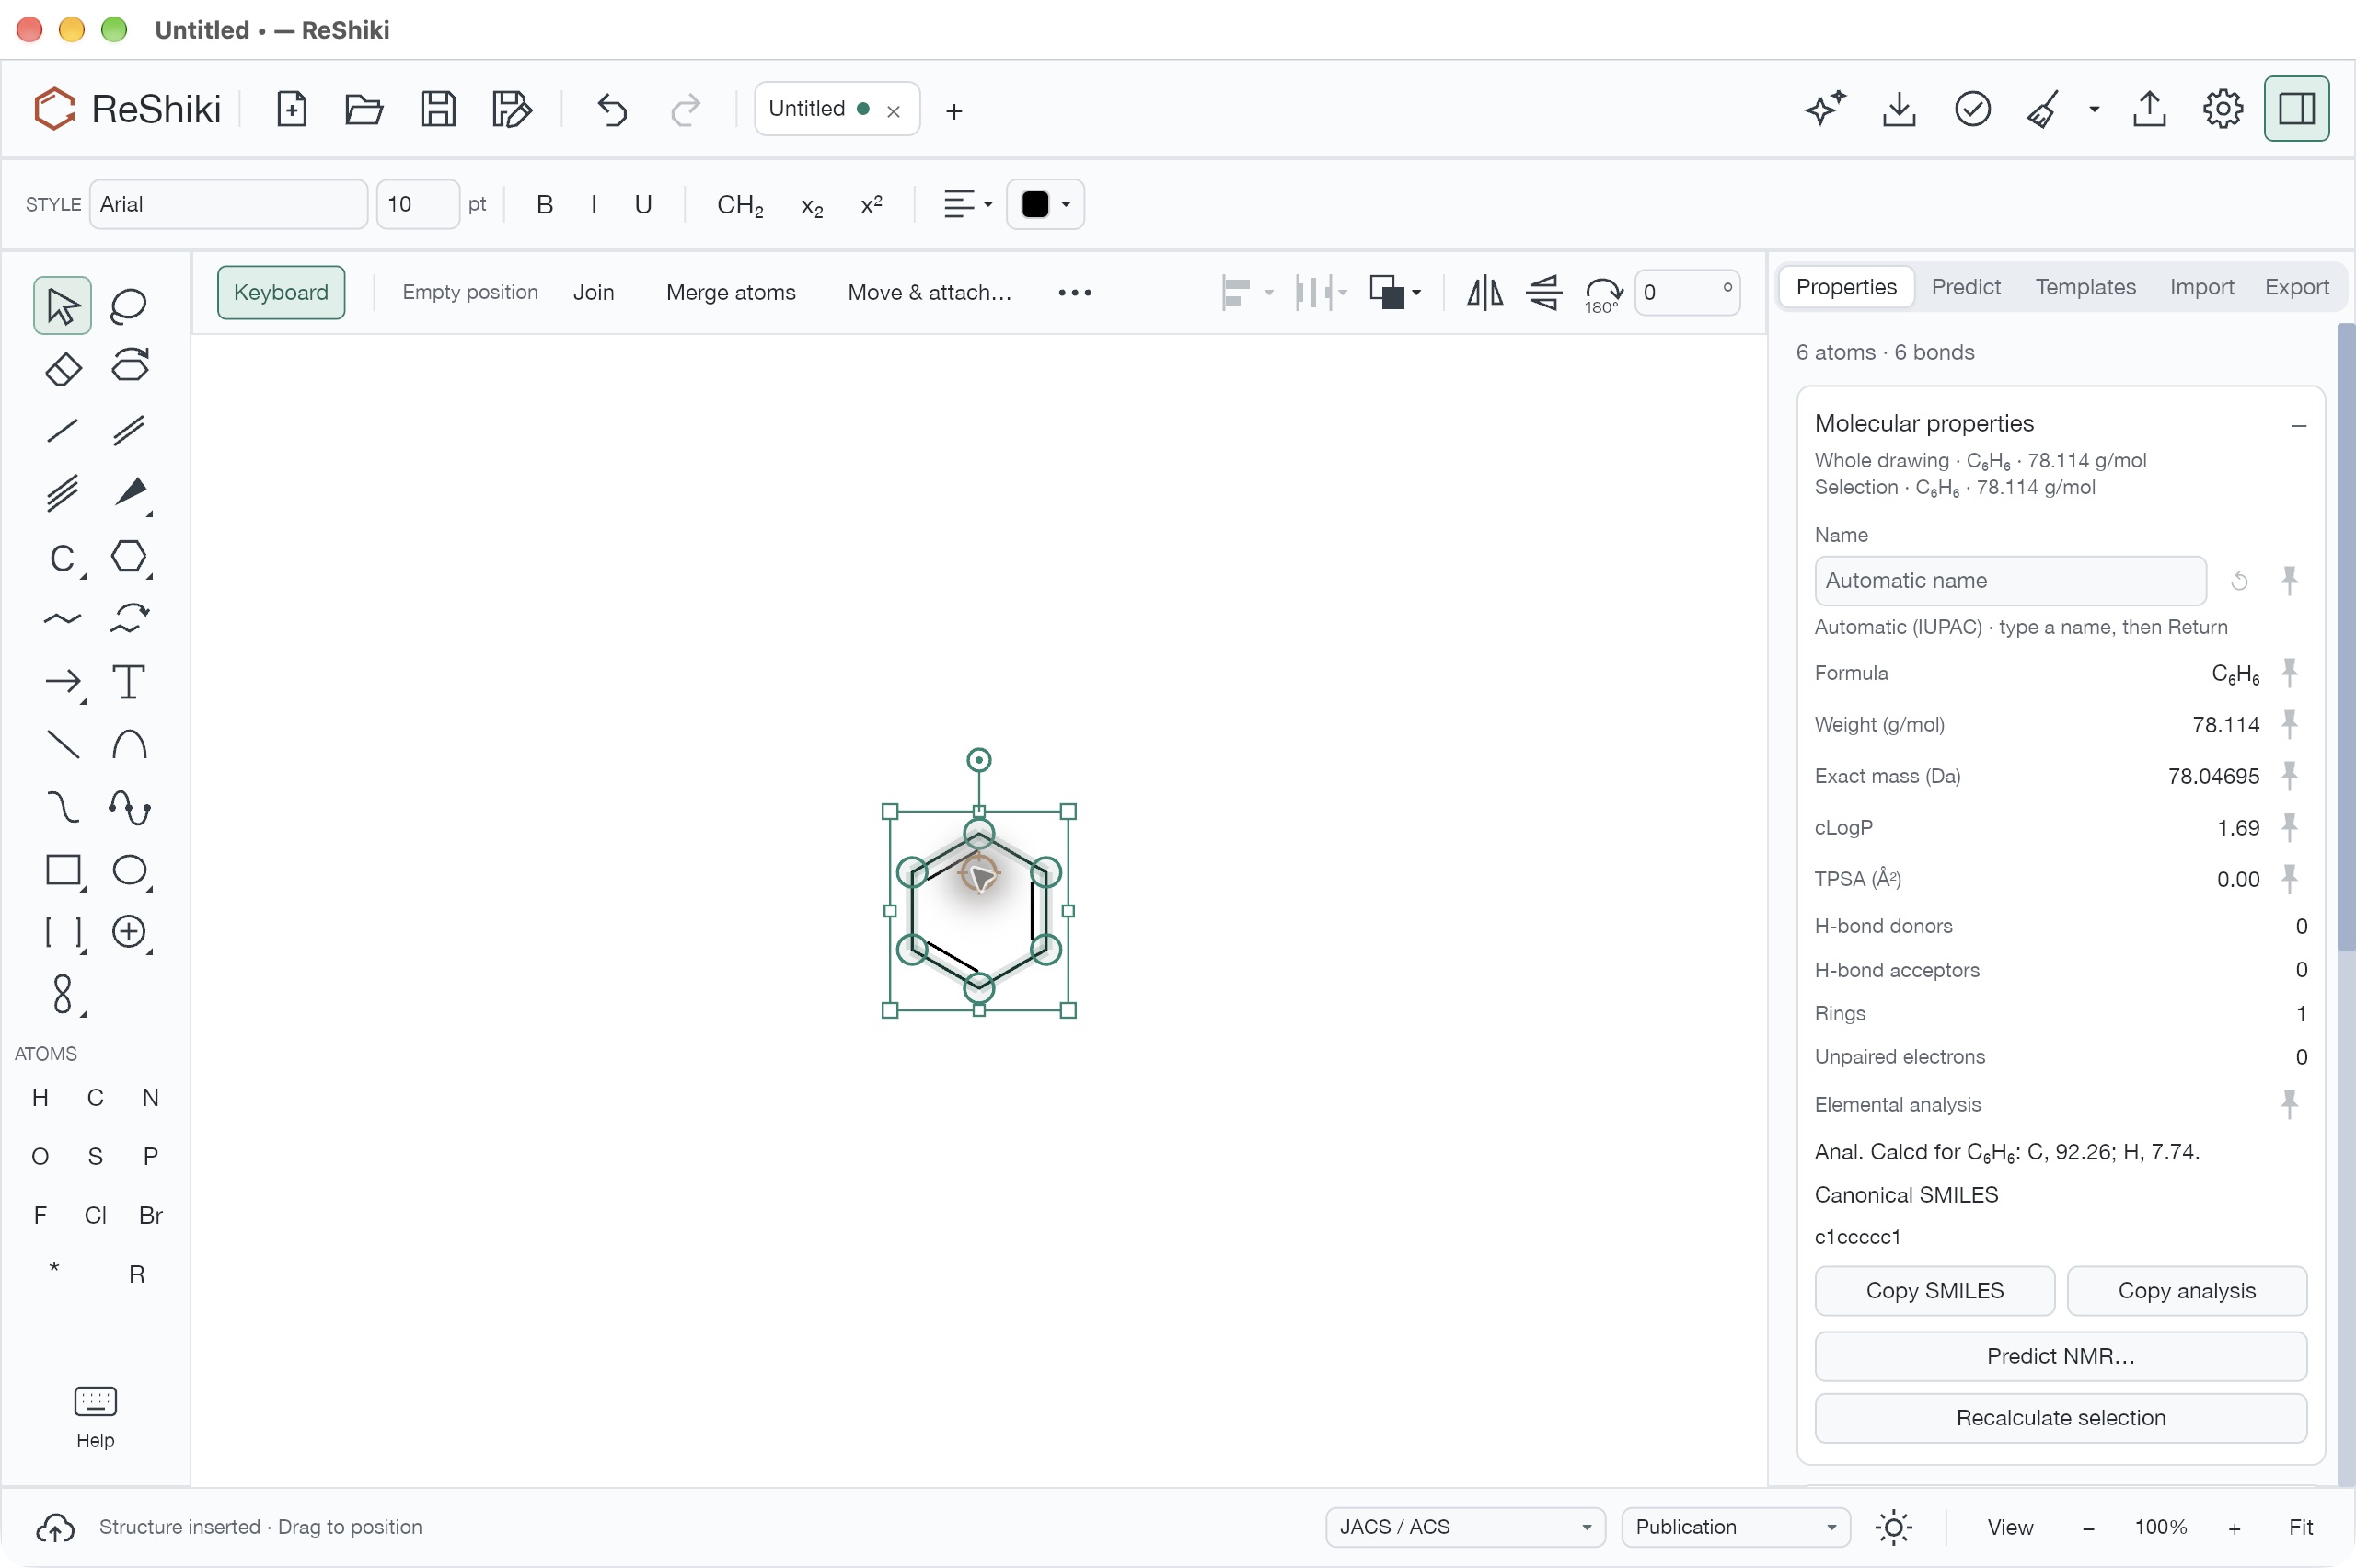 Untitled • — ReShiki
ReShiki
Untitled
STYLE Arial 10 pt B I U CH₂ x₂ x²
Keyboard Empty position Join Merge atoms Move & attach... 180° 0 °
Properties Predict Templates Import Export
6 atoms · 6 bonds
Molecular properties
Whole drawing · C₆H₆ · 78.114 g/mol
Selection · C₆H₆ · 78.114 g/mol
Name
Automatic name
Automatic (IUPAC) · type a name, then Return
Formula C₆H₆
Weight (g/mol) 78.114
Exact mass (Da) 78.04695
cLogP 1.69
TPSA (Å²) 0.00
H-bond donors 0
H-bond acceptors 0
Rings 1
Unpaired electrons 0
Elemental analysis
Anal. Calcd for C₆H₆: C, 92.26; H, 7.74.
Canonical SMILES
c1ccccc1
Copy SMILES Copy analysis
Predict NMR...
Recalculate selection
C
T
[ ]
ATOMS
H C N
O S P
F Cl Br
* R
Help
Structure inserted · Drag to position
JACS / ACS Publication View − 100% + Fit